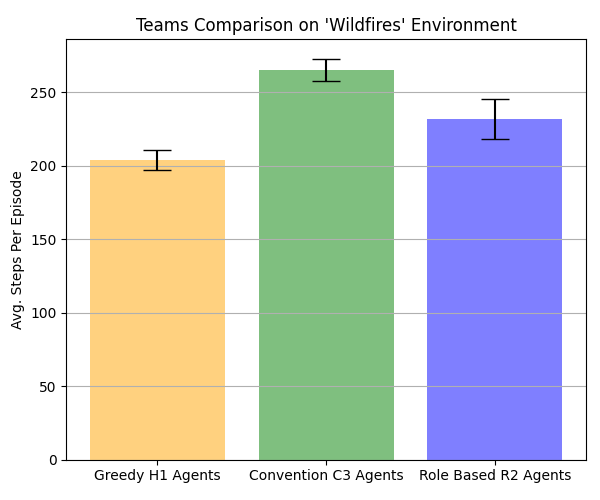 Teams Comparison on 'Wildfires' Environment
Avg. Steps Per Episode
250
200
150
100
50
0
Greedy H1 Agents
Convention C3 Agents
Role Based R2 Agents